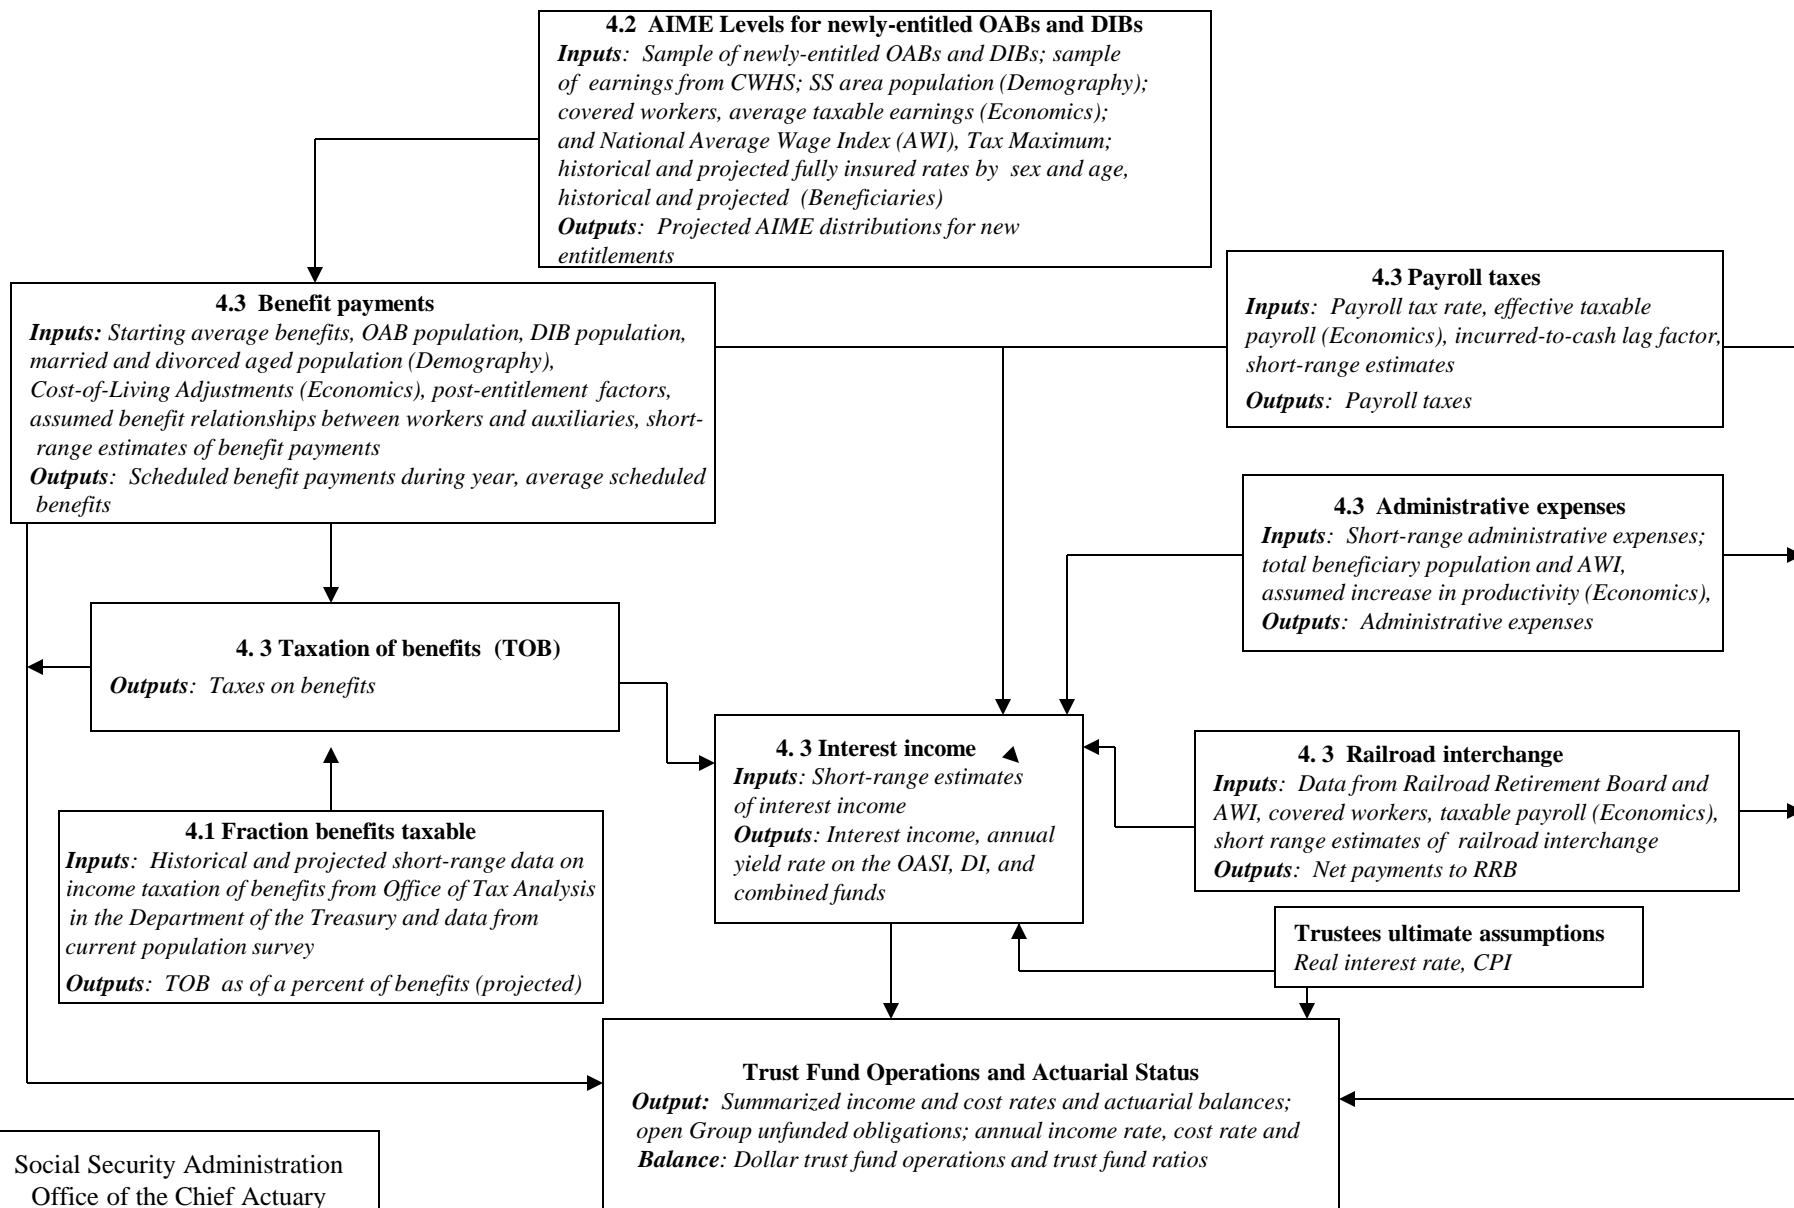 4.2 AIME Levels for newly-entitled OABs and DIBs
Inputs: Sample of newly-entitled OABs and DIBs; sample
of earnings from CWHS; SS area population (Demography);
covered workers, average taxable earnings (Economics);
and National Average Wage Index (AWI), Tax Maximum;
historical and projected fully insured rates by sex and age,
historical and projected (Beneficiaries)
Outputs: Projected AIME distributions for new
entitlements
4.3 Benefit payments
Inputs: Starting average benefits, OAB population, DIB population,
married and divorced aged population (Demography),
Cost-of-Living Adjustments (Economics), post-entitlement factors,
assumed benefit relationships between workers and auxiliaries, short-
range estimates of benefit payments
Outputs: Scheduled benefit payments during year, average scheduled
benefits
4.3 Payroll taxes
Inputs: Payroll tax rate, effective taxable
payroll (Economics), incurred-to-cash lag factor,
short-range estimates
Outputs: Payroll taxes
4.3 Administrative expenses
Inputs: Short-range administrative expenses;
total beneficiary population and AWI,
assumed increase in productivity (Economics),
Outputs: Administrative expenses
4. 3 Taxation of benefits (TOB)
Outputs: Taxes on benefits
4. 3 Interest income
Inputs: Short-range estimates
of interest income
Outputs: Interest income, annual
yield rate on the OASI, DI, and
combined funds
4. 3 Railroad interchange
Inputs: Data from Railroad Retirement Board and
AWI, covered workers, taxable payroll (Economics),
short range estimates of railroad interchange
Outputs: Net payments to RRB
4.1 Fraction benefits taxable
Inputs: Historical and projected short-range data on
income taxation of benefits from Office of Tax Analysis
in the Department of the Treasury and data from
current population survey
Outputs: TOB as of a percent of benefits (projected)
Trustees ultimate assumptions
Real interest rate, CPI
Trust Fund Operations and Actuarial Status
Output: Summarized income and cost rates and actuarial balances;
open Group unfunded obligations; annual income rate, cost rate and
Balance: Dollar trust fund operations and trust fund ratios
Social Security Administration
Office of the Chief Actuary